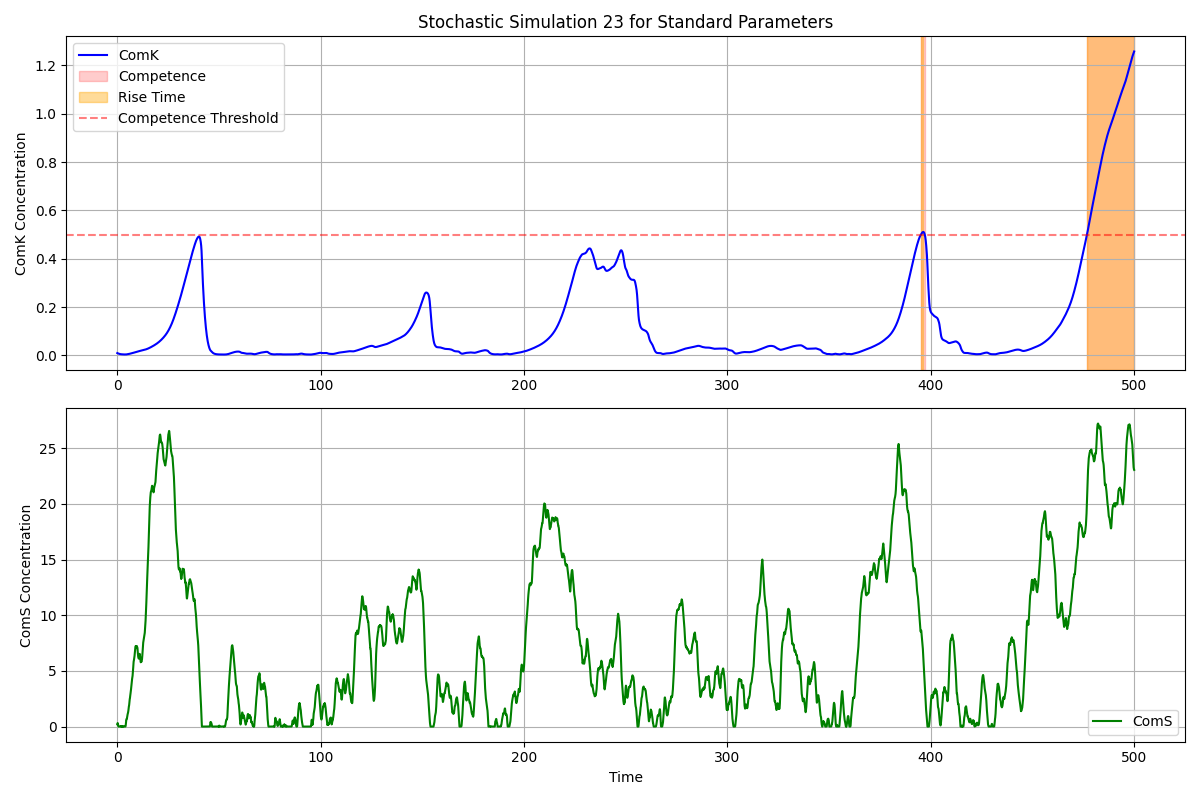 Stochastic Simulation 23 for Standard Parameters
ComK Concentration
1.2
1.0
0.8
0.6
0.4
0.2
0.0
ComK
Competence
Rise Time
Competence Threshold
0 100 200 300 400 500
ComS Concentration
25
20
15
10
5
0
ComS
0 100 200 300 400 500
Time